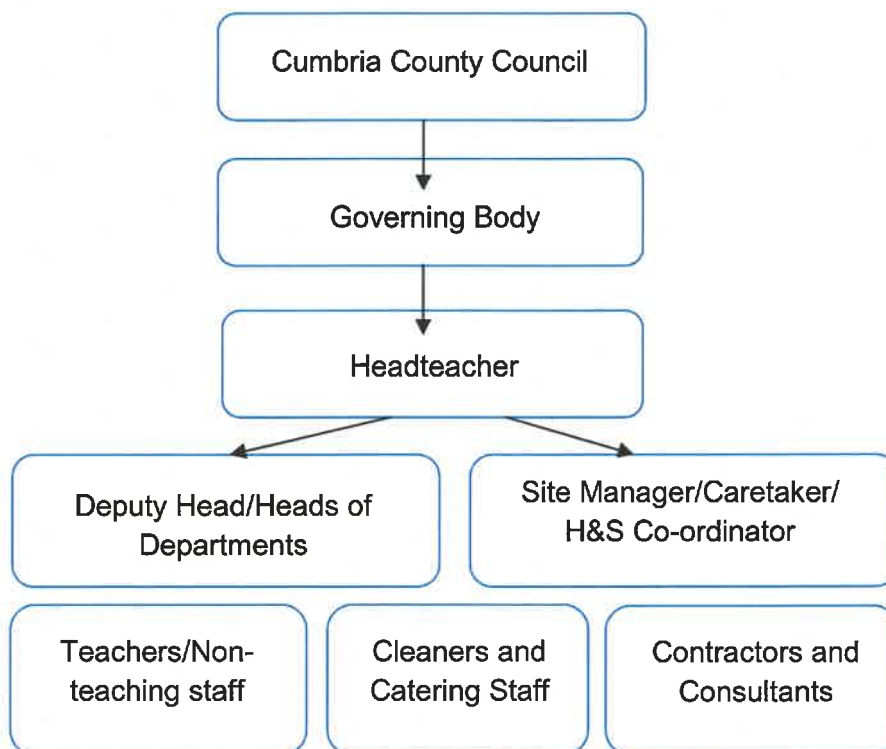 Cumbria County Council
Governing Body
Headteacher
Deputy Head/Heads of
Departments
Site Manager/Caretaker/
H&S Co-ordinator
Teachers/Non-
teaching staff
Cleaners and
Catering Staff
Contractors and
Consultants